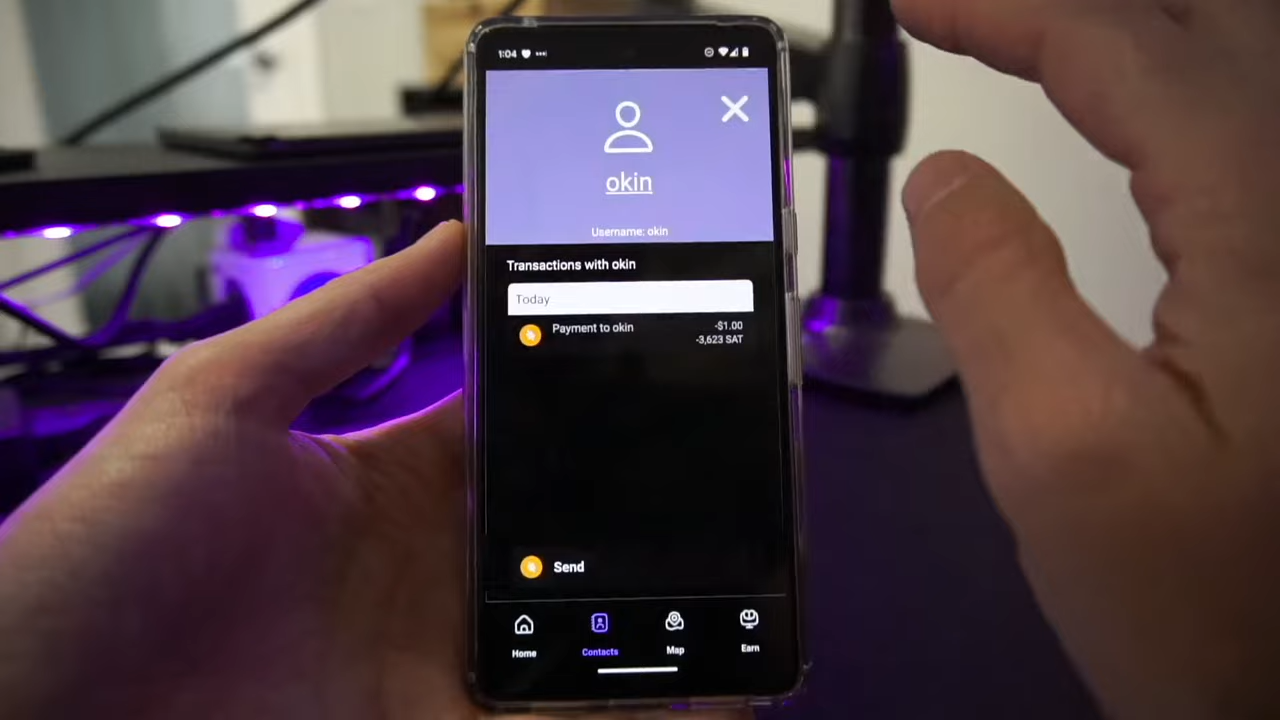 1:04
okin
Username: okin
Transactions with okin
Today
Payment to okin
-$1.00
-3,623 SAT
Send
Home
Contacts
Map
Earn